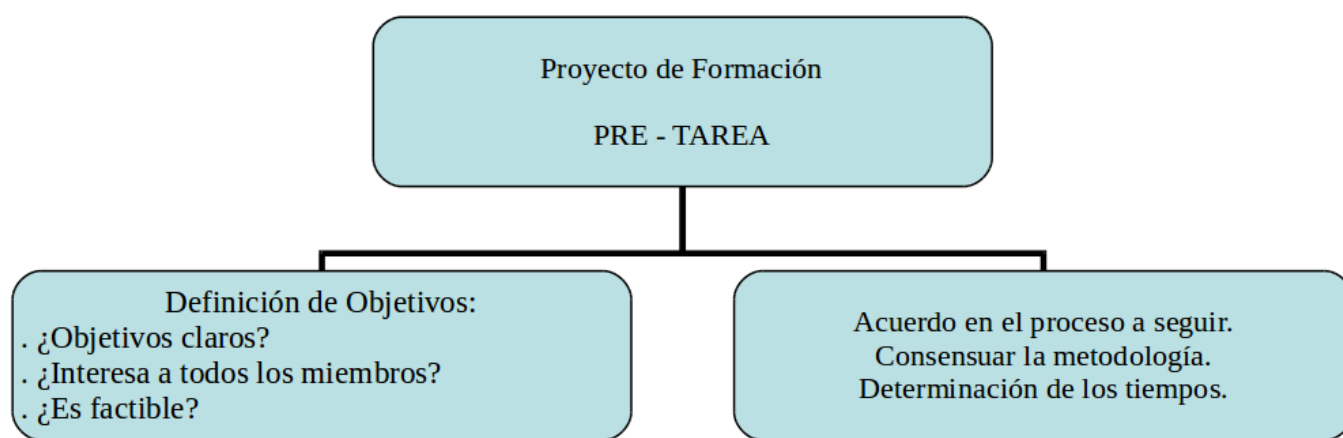 Proyecto de Formación
PRE - TAREA
Definición de Objetivos:
. ¿Objetivos claros?
. ¿Interesa a todos los miembros?
. ¿Es factible?
Acuerdo en el proceso a seguir.
Consensuar la metodología.
Determinación de los tiempos.